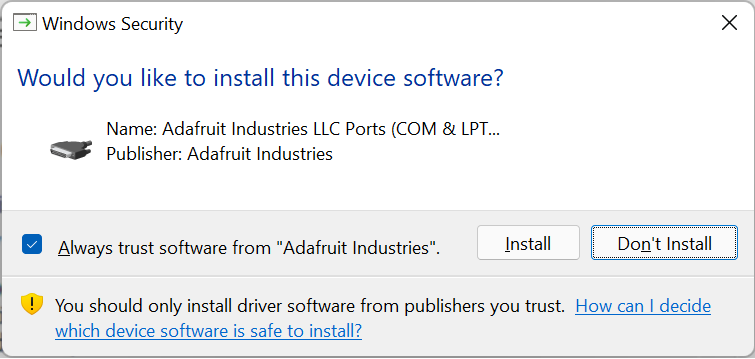 Windows Security
Would you like to install this device software?
Name: Adafruit Industries LLC Ports (COM & LPT...
Publisher: Adafruit Industries
Always trust software from "Adafruit Industries".
Install
Don't Install
You should only install driver software from publishers you trust. How can I decide
which device software is safe to install?